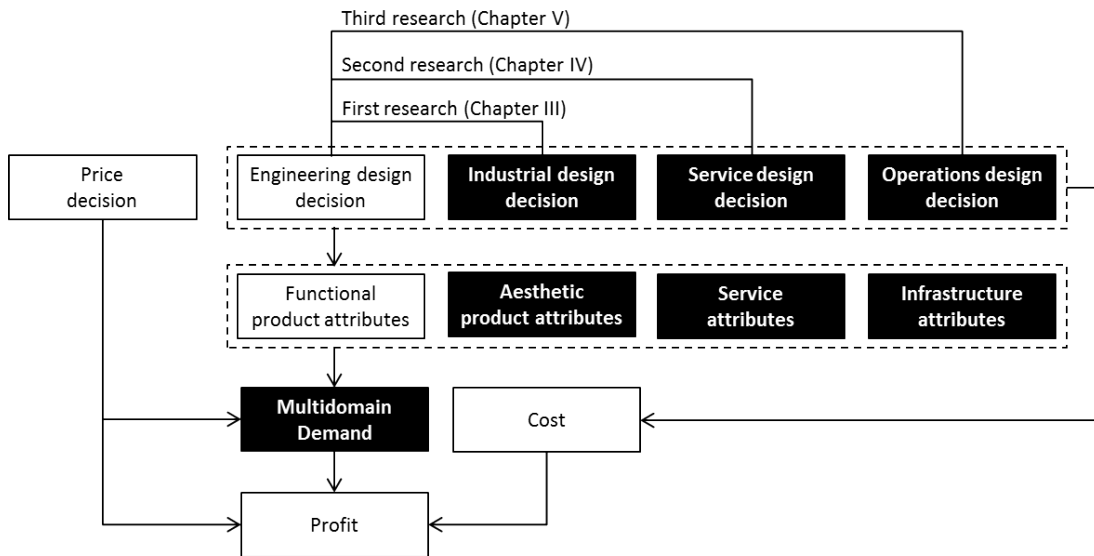 Third research (Chapter V)
Second research (Chapter IV)
First research (Chapter III)
Price
decision
Engineering design
decision
Industrial design
decision
Service design
decision
Operations design
decision
Functional
product attributes
Aesthetic
product attributes
Service
attributes
Infrastructure
attributes
Multidomain
Demand
Cost
Profit